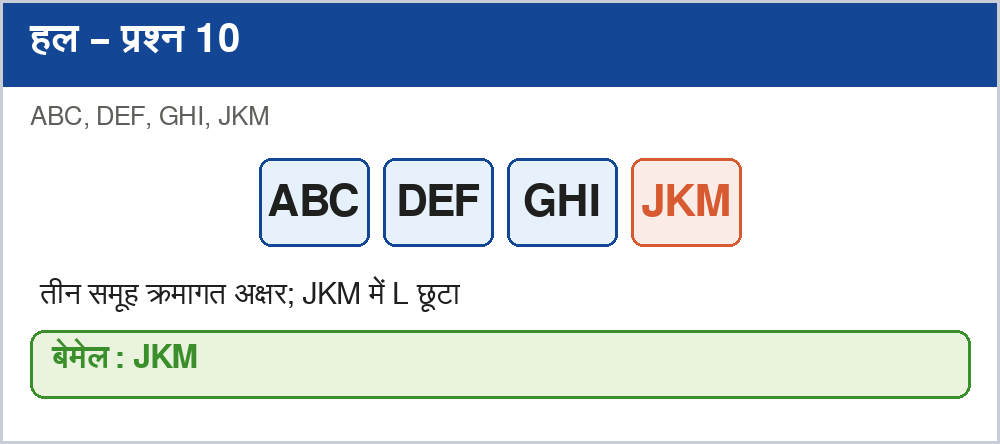 हल – प्रश्न 10
ABC, DEF, GHI, JKM
ABC DEF GHI JKM
तीन समूह क्रमागत अक्षर; JKM में L छूटा
बेमेल : JKM